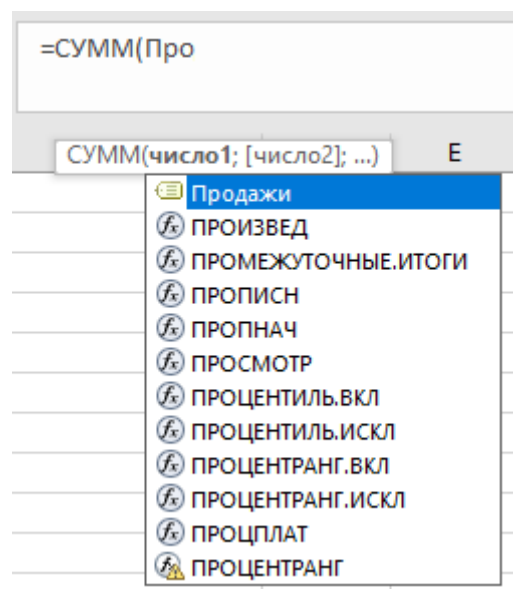 =СУММ(Про
СУММ(число1; [число2]; ...)
E
Продажи
ПРОИЗВЕД
ПРОМЕЖУТОЧНЫЕ.ИТОГИ
ПРОПИСН
ПРОПНАЧ
ПРОСМОТР
ПРОЦЕНТИЛЬ.ВКЛ
ПРОЦЕНТИЛЬ.ИСКЛ
ПРОЦЕНТРАНГ.ВКЛ
ПРОЦЕНТРАНГ.ИСКЛ
ПРОЦПЛАТ
ПРОЦЕНТРАНГ